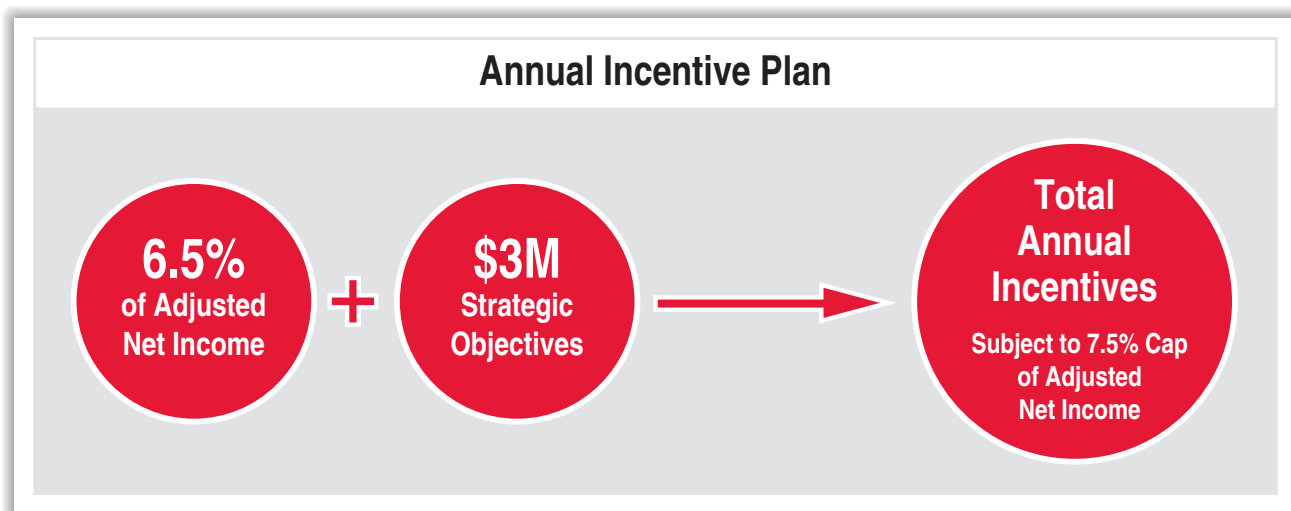 Annual Incentive Plan
6.5%
of Adjusted
Net Income
+
$3M
Strategic
Objectives
Total
Annual
Incentives
Subject to 7.5% Cap
of Adjusted
Net Income